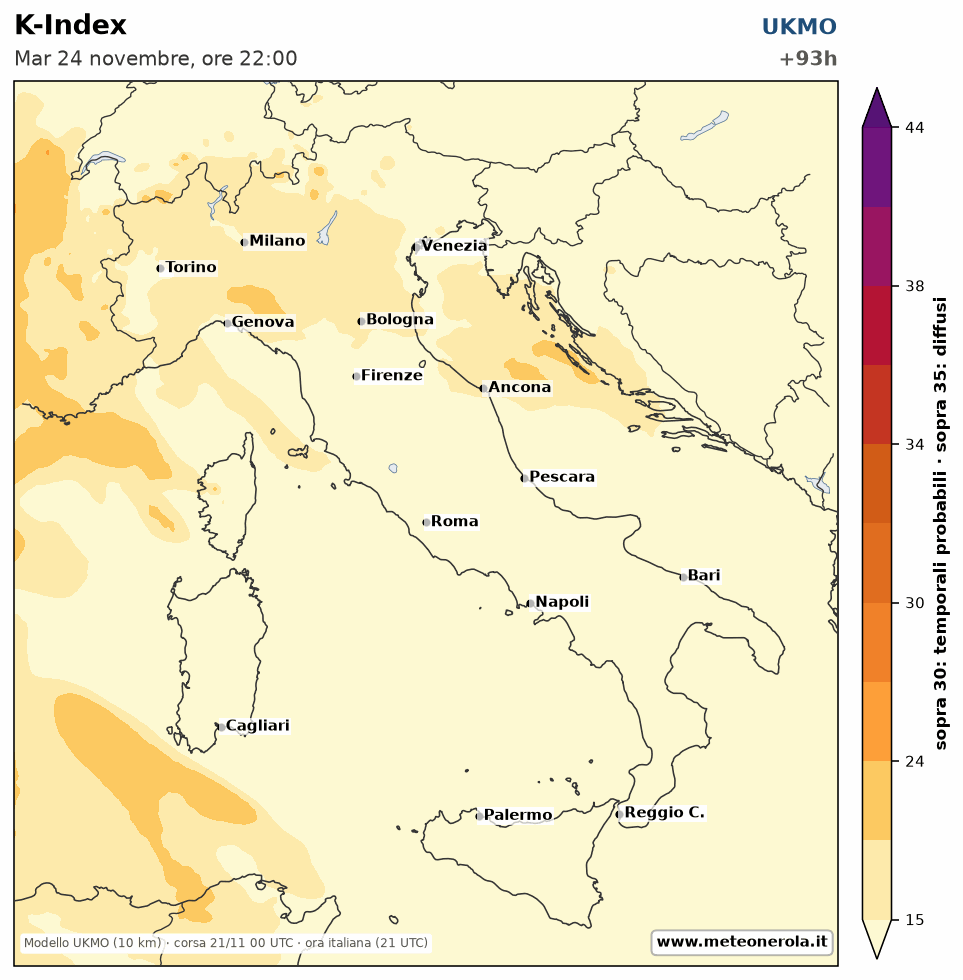 K-Index
UKMO
Mar 24 novembre, ore 22:00
+93h
Milano
Venezia
Torino
Genova
Bologna
Firenze
Ancona
Pescara
Roma
Bari
Napoli
Cagliari
Palermo
Reggio C.
Modello UKMO (10 km) · corsa 21/11 00 UTC · ora italiana (21 UTC)
www.meteonerola.it
44
38
34
30
24
15
sopra 30: temporali probabili · sopra 35: diffusi